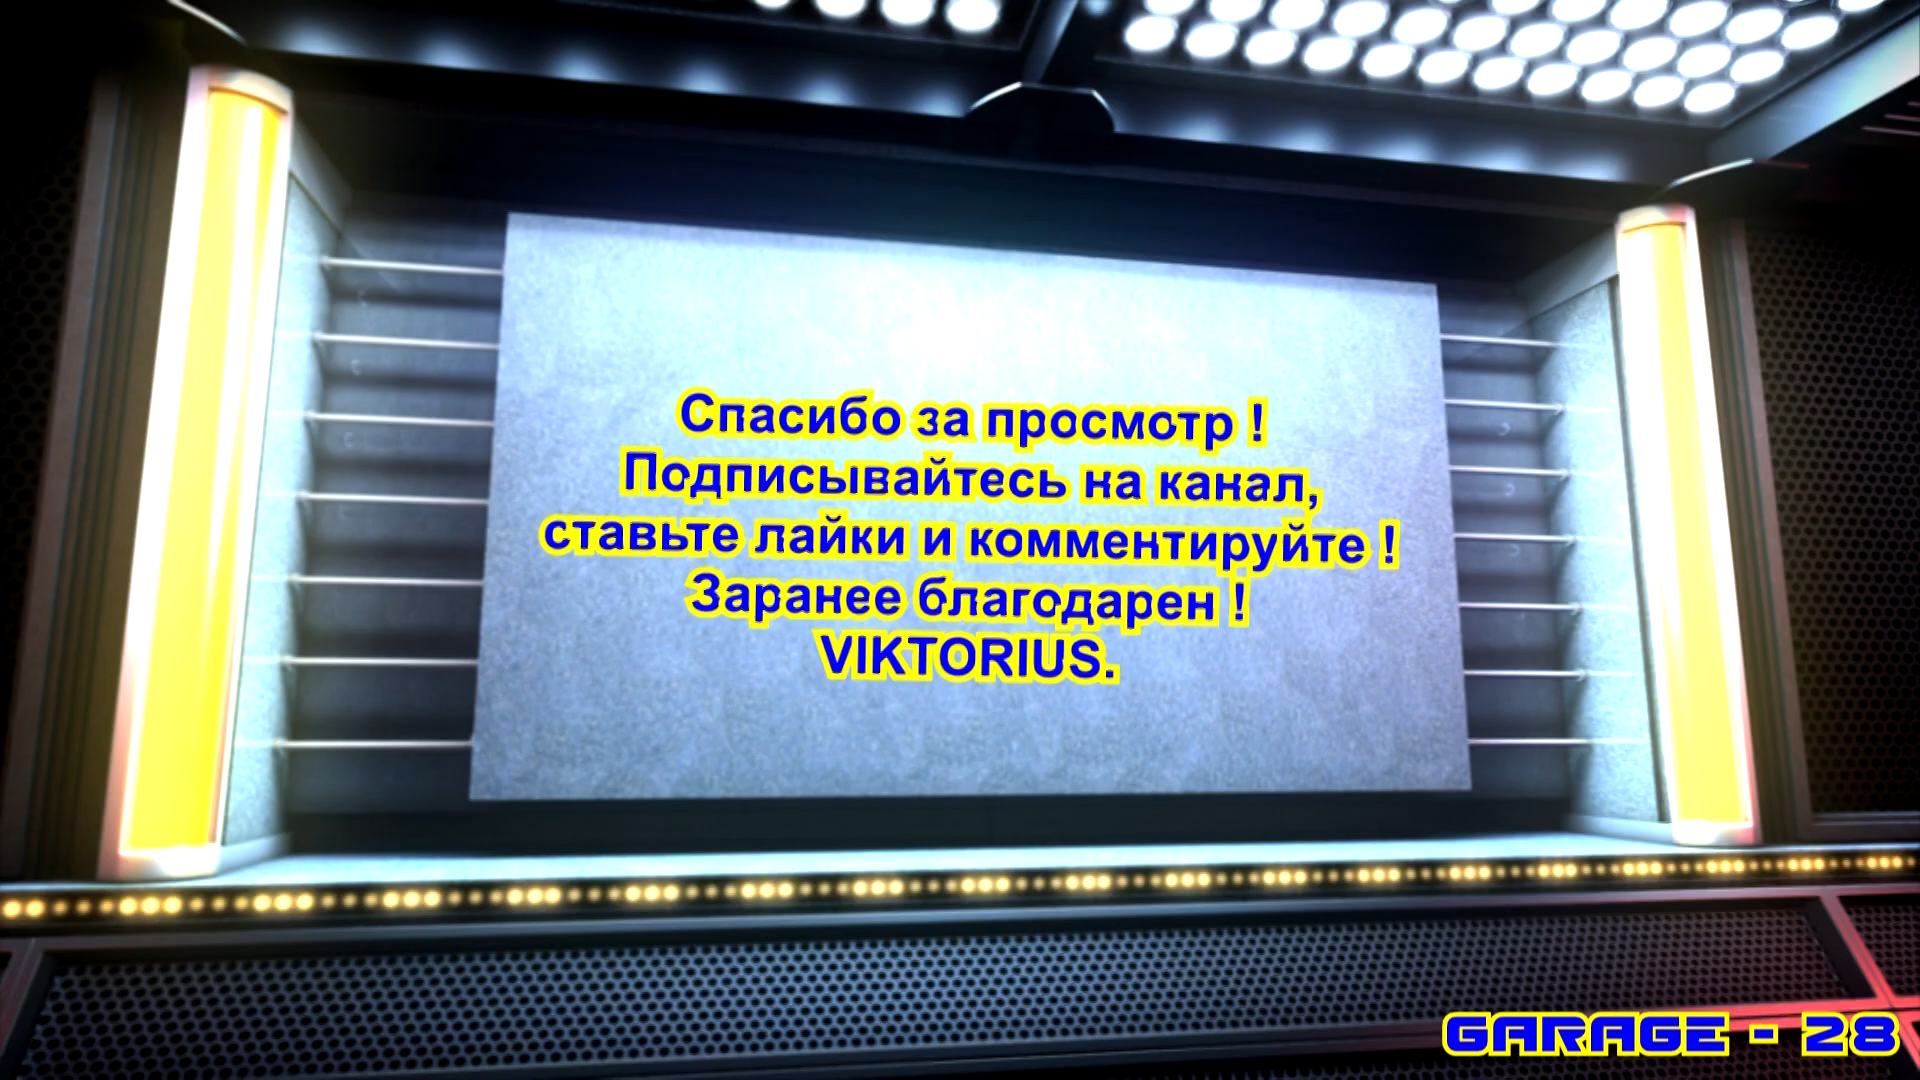 Спасибо за просмотр !
Подписывайтесь на канал,
ставьте лайки и комментируйте !
Заранее благодарен !
VIKTORIUS.
GARAGE - 28